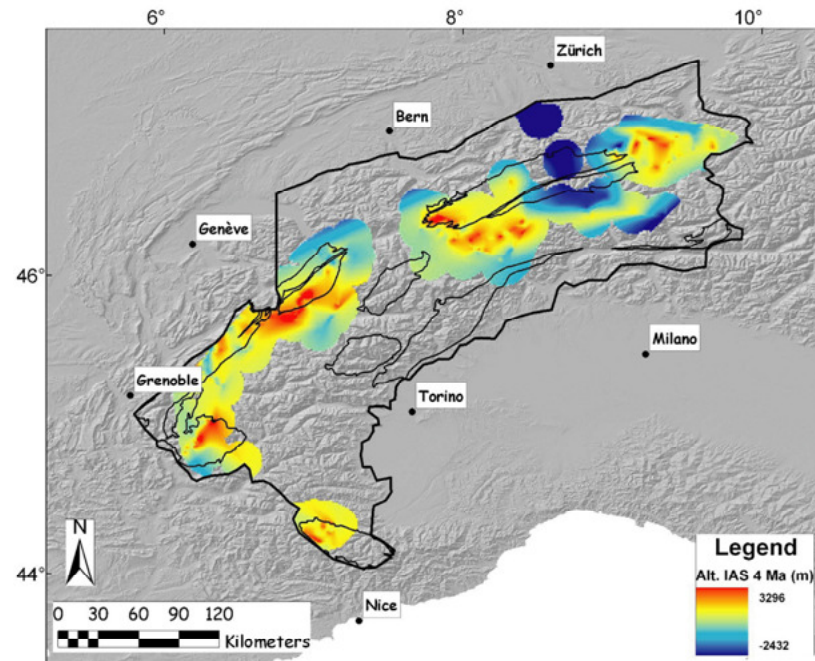 6°
8°
10°
Zürich
Bern
Genève
46°
Milano
Grenoble
Torino
N
Legend
Alt. IAS 4 Ma (m)
3296
-2432
44°
0 30 60 90 120
Kilometers
Nice